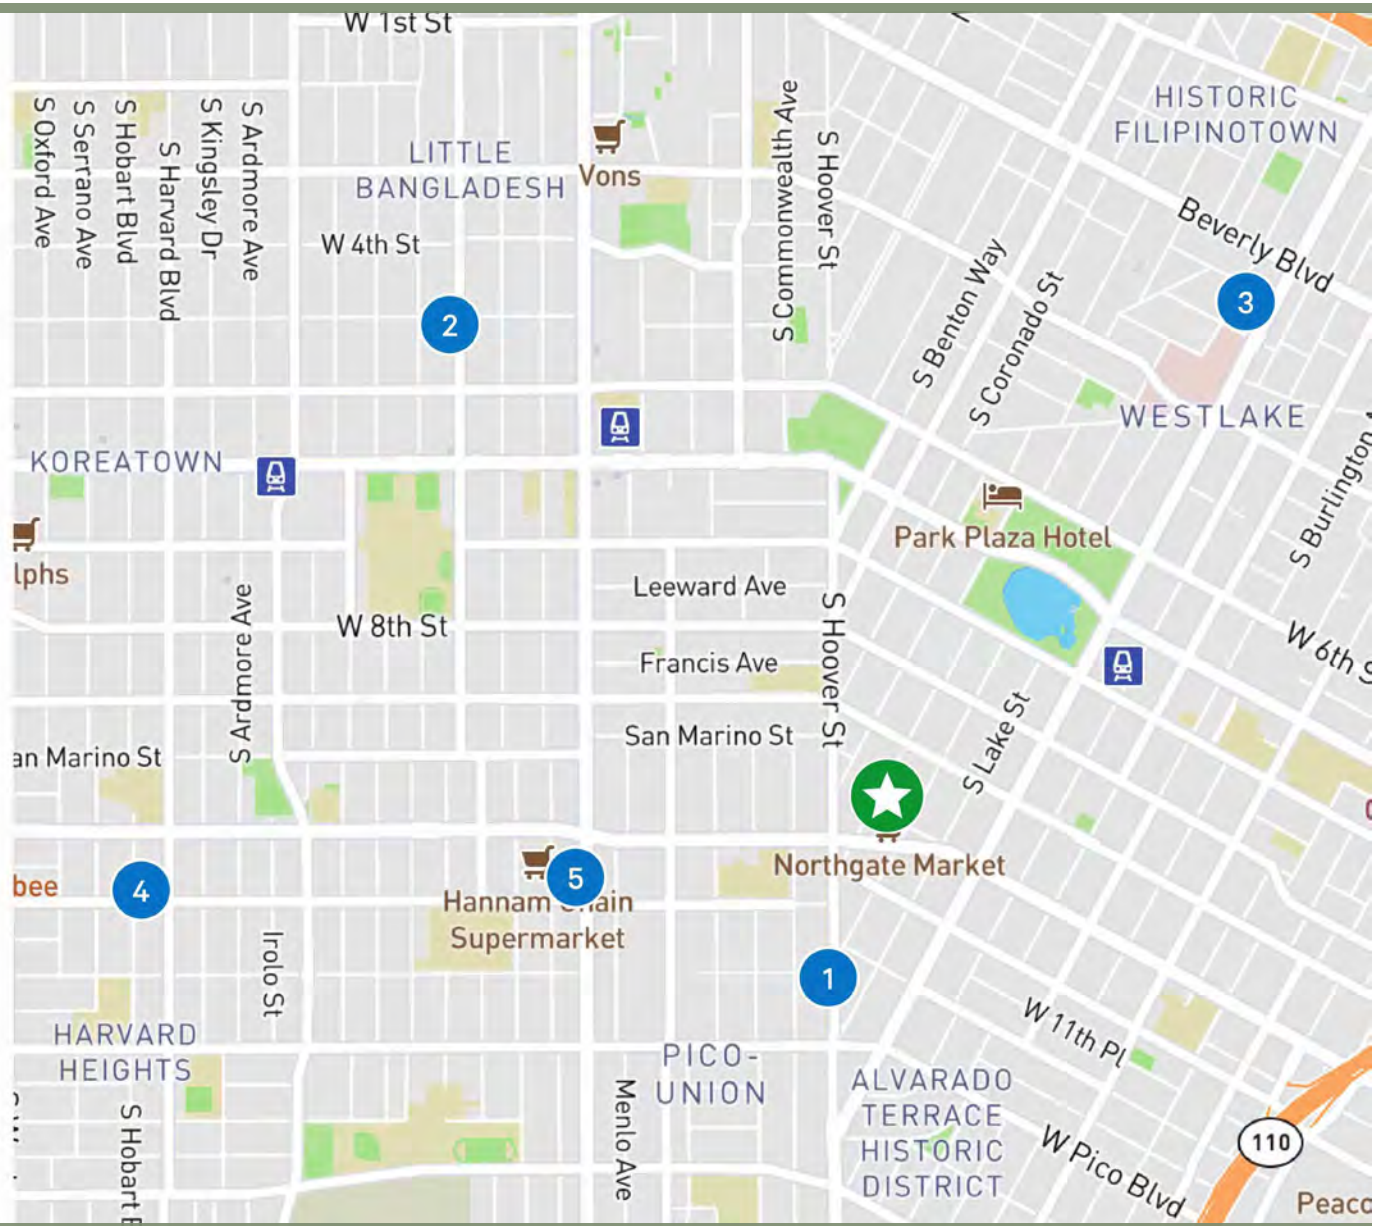 W 1st St
S Oxford Ave
S Serrano Ave
S Hobart Blvd
S Harvard Blvd
S Kingsley Dr
S Ardmore Ave
LITTLE
BANGLADESH
Vons
S Commonwealth Ave
S Hoover St
HISTORIC
FILIPINOTOWN
W 4th St
Beverly Blvd
S Benton Way
S Coronado St
2
3
WESTLAKE
KOREATOWN
S Burlington A
Park Plaza Hotel
lphs
Leeward Ave
W 8th St
S Ardmore Ave
Francis Ave
S Hoover St
W 6th S
San Marino St
an Marino St
S Lake St
Northgate Market
bee
4
5
Hannam Chain
Supermarket
Irolo St
1
W 11th Pl
HARVARD
HEIGHTS
PICO-
UNION
ALVARADO
TERRACE
HISTORIC
DISTRICT
Menlo Ave
S Hobart B
W Pico Blvd
110
Peaco